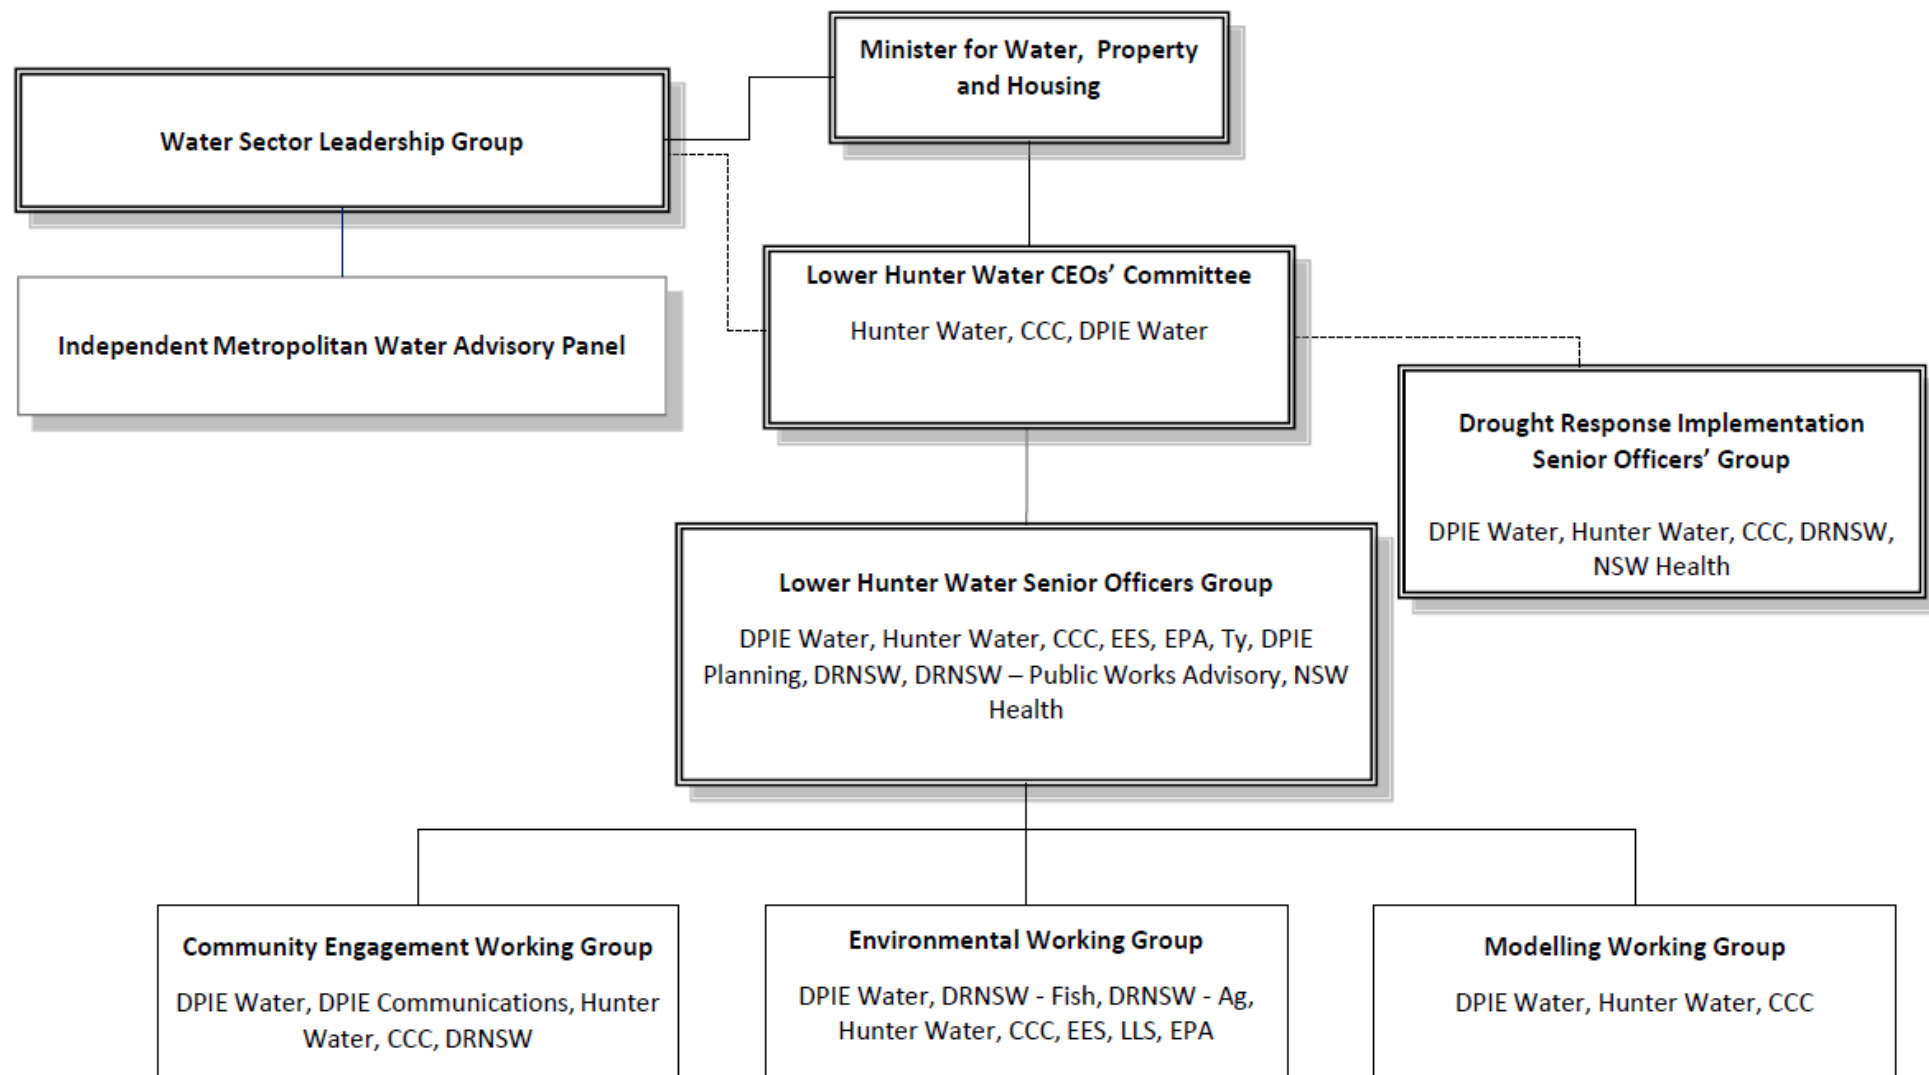 Minister for Water, Property
and Housing
Water Sector Leadership Group
Independent Metropolitan Water Advisory Panel
Lower Hunter Water CEOs’ Committee
Hunter Water, CCC, DPIE Water
Drought Response Implementation
Senior Officers’ Group
DPIE Water, Hunter Water, CCC, DRNSW,
NSW Health
Lower Hunter Water Senior Officers Group
DPIE Water, Hunter Water, CCC, EES, EPA, Ty, DPIE
Planning, DRNSW, DRNSW – Public Works Advisory, NSW
Health
Community Engagement Working Group
DPIE Water, DPIE Communications, Hunter
Water, CCC, DRNSW
Environmental Working Group
DPIE Water, DRNSW - Fish, DRNSW - Ag,
Hunter Water, CCC, EES, LLS, EPA
Modelling Working Group
DPIE Water, Hunter Water, CCC